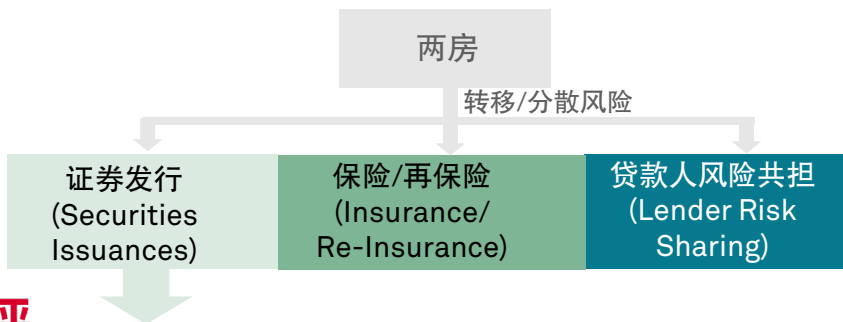 两房
转移/分散风险
证券发行
(Securities
Issuances)
保险/再保险
(Insurance/
Re-Insurance)
贷款人风险共担
(Lender Risk
Sharing)